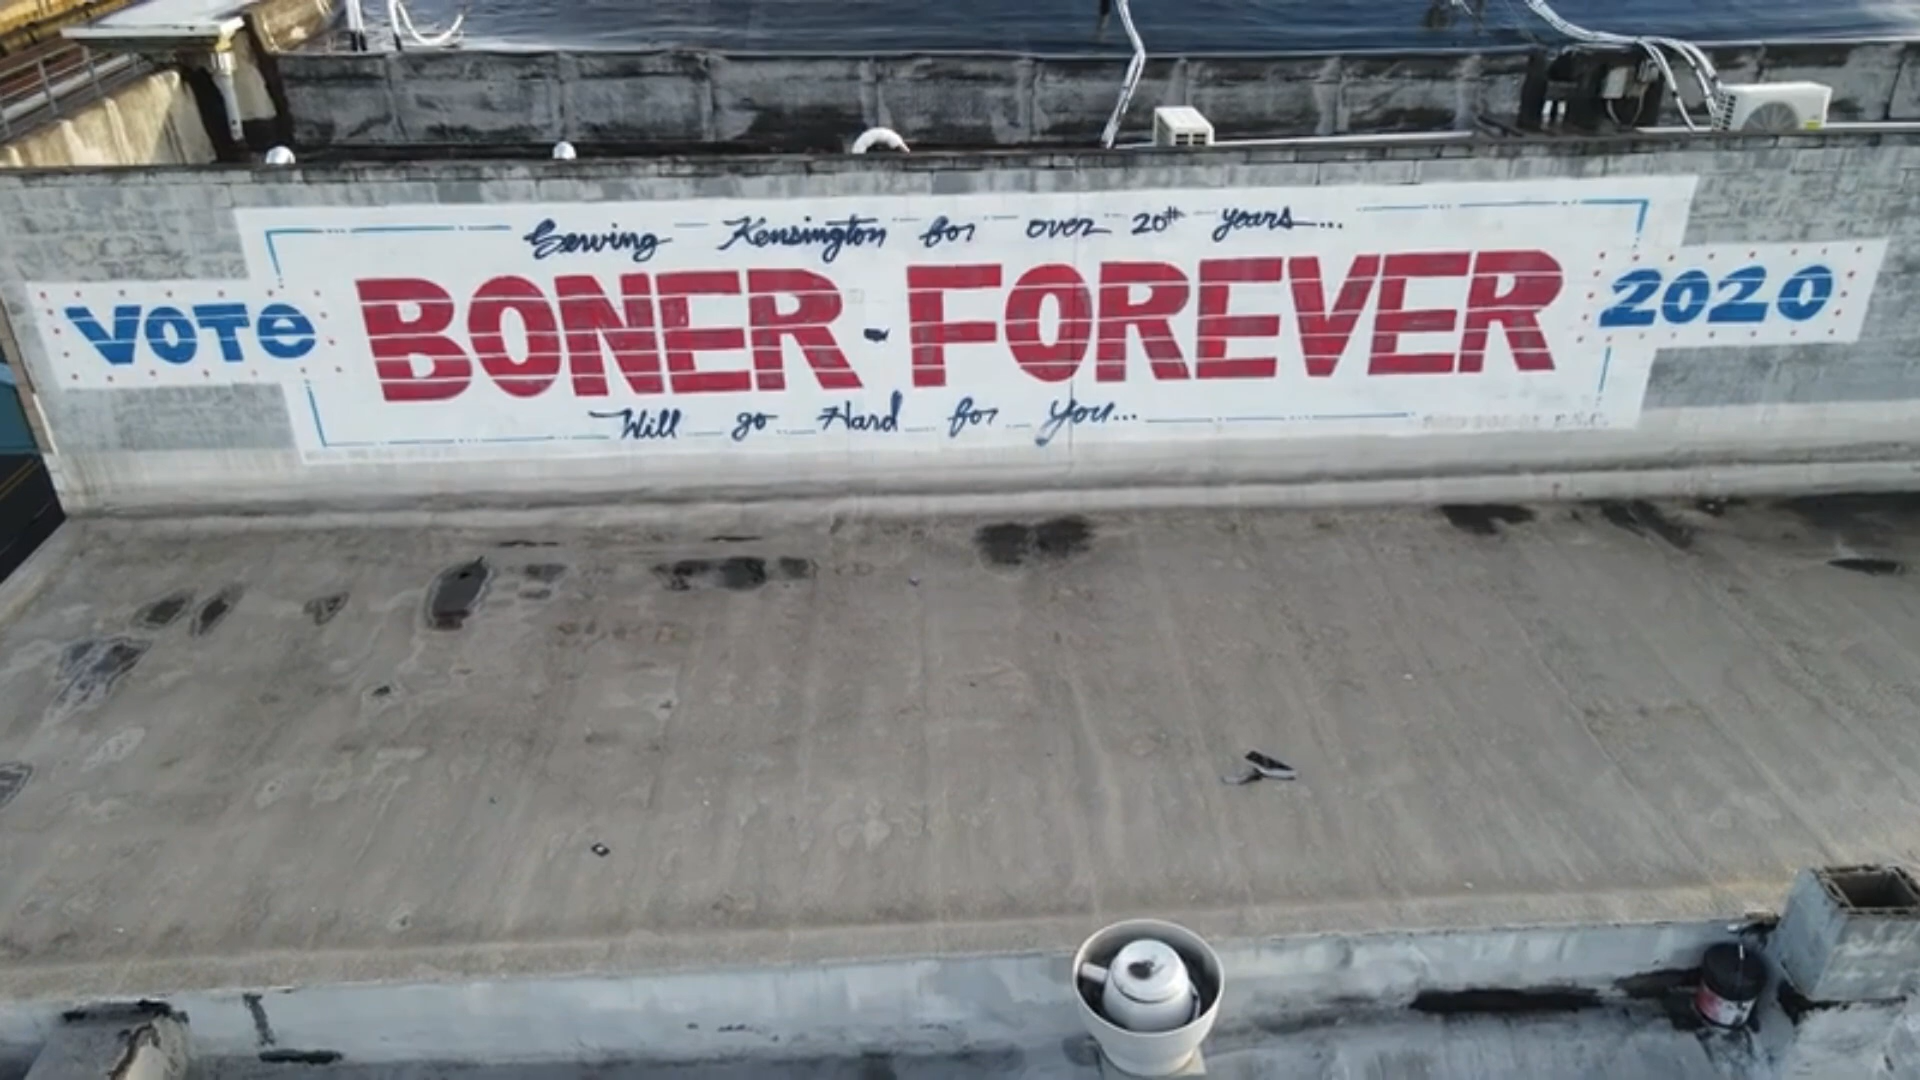 Serving Kensington for over 20th years...
VOTe BONER FOREVER 2020
Will go Hard for You...